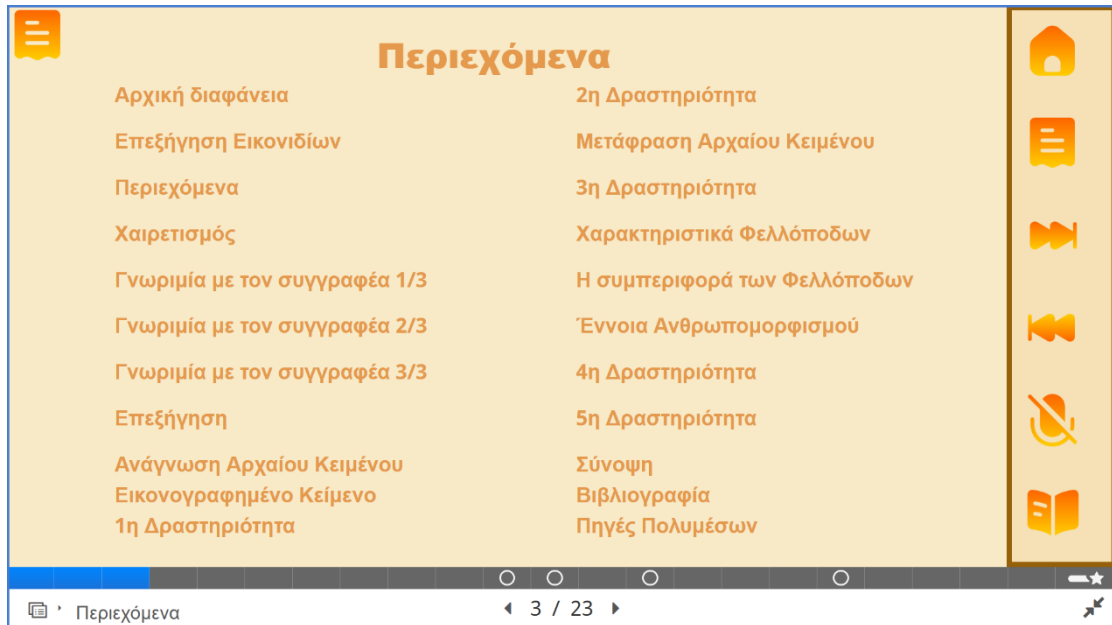 Περιεχόμενα
Αρχική διαφάνεια
Επεξήγηση Εικονιδίων
Περιεχόμενα
Χαιρετισμός
Γνωριμία με τον συγγραφέα 1/3
Γνωριμία με τον συγγραφέα 2/3
Γνωριμία με τον συγγραφέα 3/3
Επεξήγηση
Ανάγνωση Αρχαίου Κειμένου
Εικονογραφημένο Κείμενο
1η Δραστηριότητα
2η Δραστηριότητα
Μετάφραση Αρχαίου Κειμένου
3η Δραστηριότητα
Χαρακτηριστικά Φελλόποδων
Η συμπεριφορά των Φελλόποδων
Έννοια Ανθρωπομορφισμού
4η Δραστηριότητα
5η Δραστηριότητα
Σύνοψη
Βιβλιογραφία
Πηγές Πολυμέσων
Περιεχόμενα
3 / 23